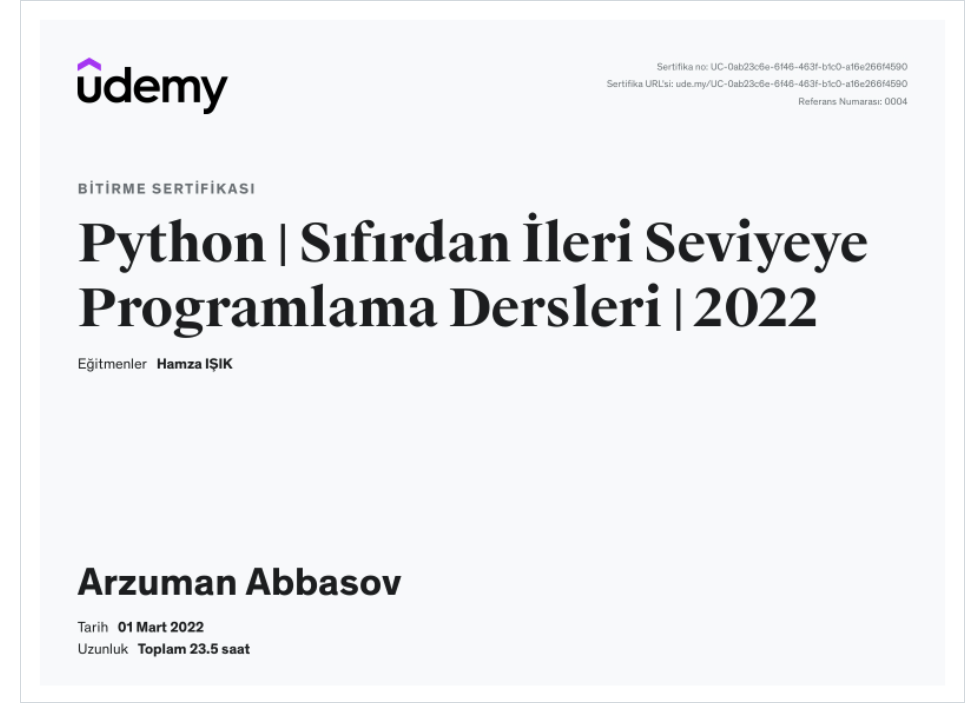 udemy
Sertifika no: UC-0ab23c6e-6f46-463f-b1c0-a16e266f4590
Sertifika URL'si: ude.my/UC-0ab23c6e-6f46-463f-b1c0-a16e266f4590
Referans Numarası: 0004
BİTİRME SERTİFİKASI
Python | Sıfırdan İleri Seviyeye
Programlama Dersleri | 2022
Eğitmenler Hamza IŞIK
Arzuman Abbasov
Tarih 01 Mart 2022
Uzunluk Toplam 23.5 saat